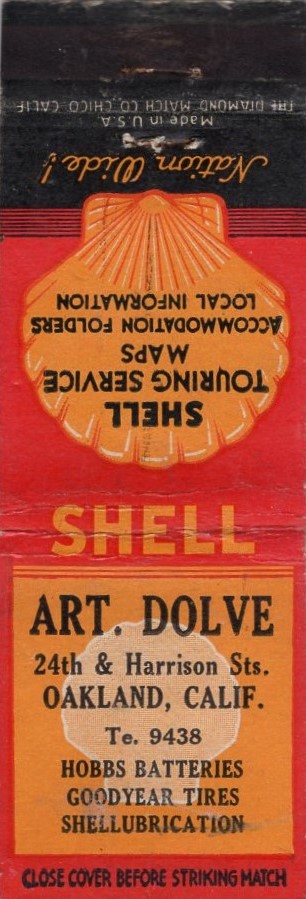 THE DIAMOND MATCH CO. CHICO, CALIF
Made in U.S.A.
Nation Wide!
SHELL
TOURING SERVICE
MAPS
ACCOMMODATION FOLDERS
LOCAL INFORMATION
SHELL
ART. DOLVE
24th & Harrison Sts.
OAKLAND, CALIF.
Te. 9438
HOBBS BATTERIES
GOODYEAR TIRES
SHELLUBRICATION
CLOSE COVER BEFORE STRIKING MATCH